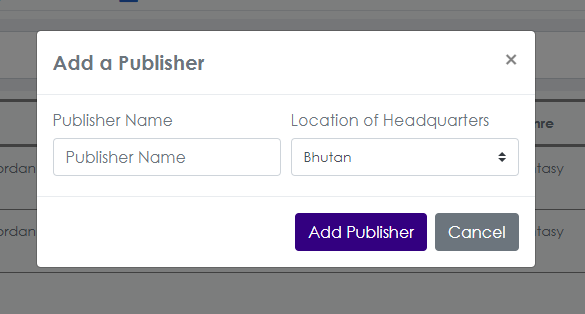 Add a Publisher ×
Publisher Name Location of Headquarters
Publisher Name Bhutan
Add Publisher Cancel